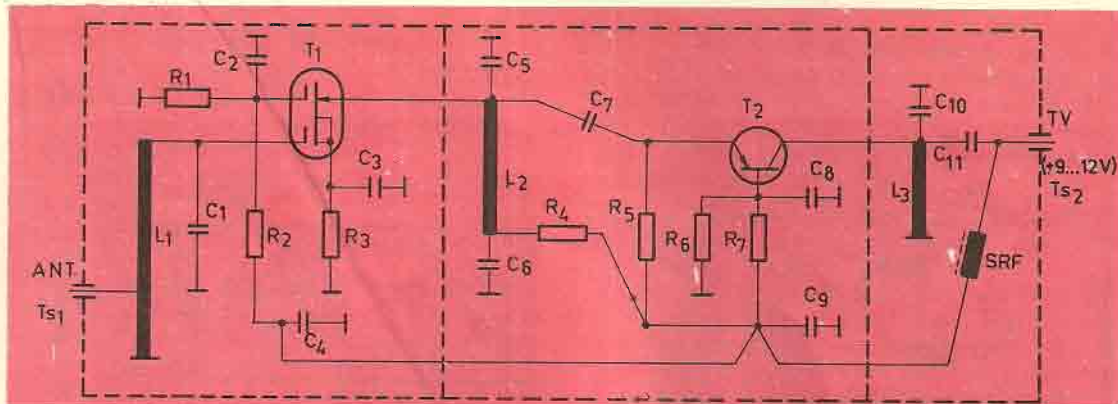 C2
T1
R1
C5
C7
T2
C10
TV
C11
(+9...12V)
Ts2
C3
C8
L1
C1
R2
R3
L2
R4
R5
R6
R7
L3
SRF
ANT.
Ts1
C6
C4
C9